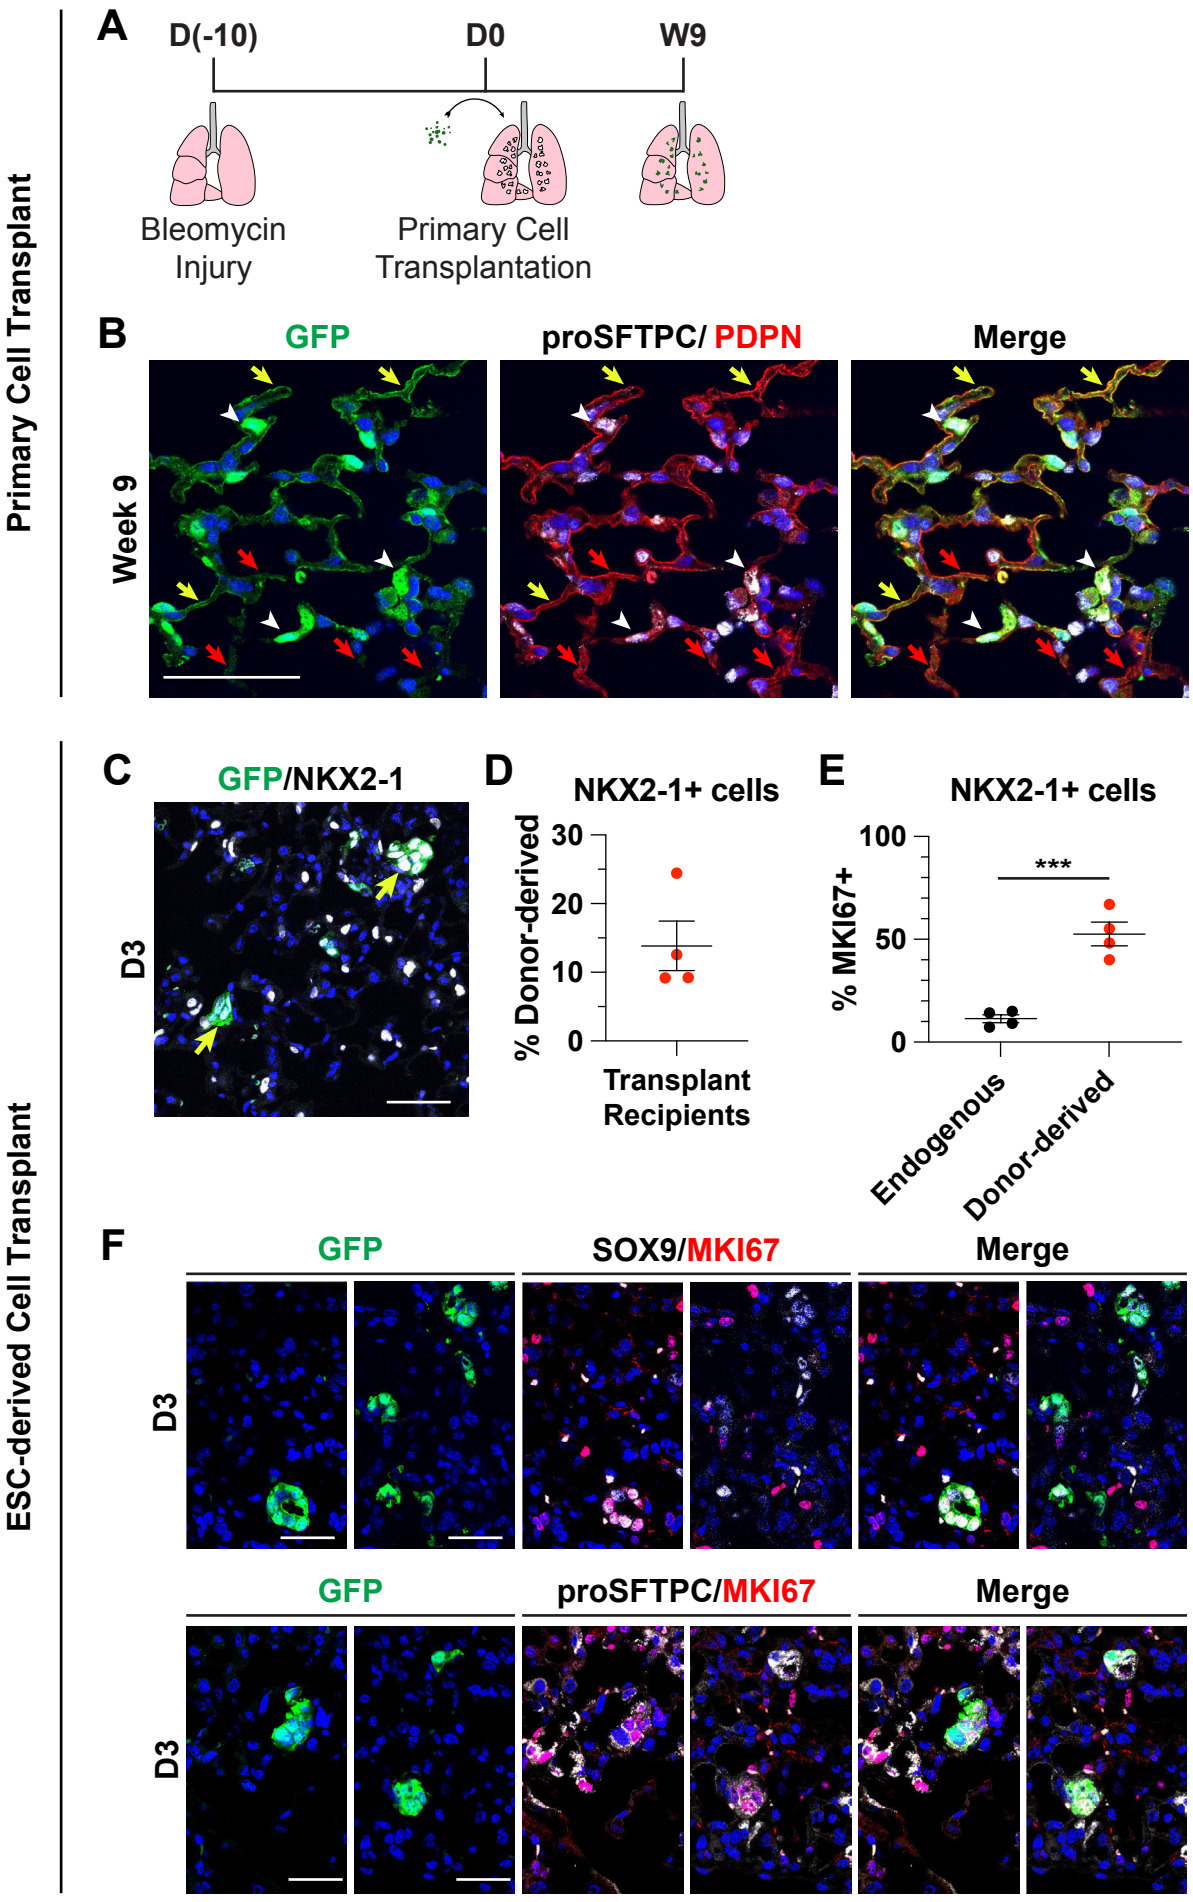 Primary Cell Transplant
A
D(-10)
D0
W9
Bleomycin
Injury
Primary Cell
Transplantation
B
GFP
proSFTPC/ PDPN
Merge
Week 9
ESC-derived Cell Transplant
C
GFP/NKX2-1
D3
D
NKX2-1+ cells
% Donor-derived
30
20
10
0
Transplant
Recipients
E
NKX2-1+ cells
% MKI67+
100
50
0
***
Endogenous
Donor-derived
F
GFP
SOX9/MKI67
Merge
D3
GFP
proSFTPC/MKI67
Merge
D3